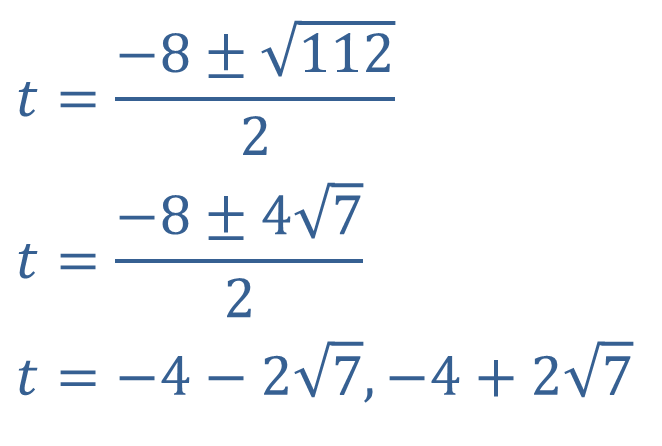 t = (−8 ± √112) / 2
t = (−8 ± 4√7) / 2
t = −4 − 2√7, −4 + 2√7